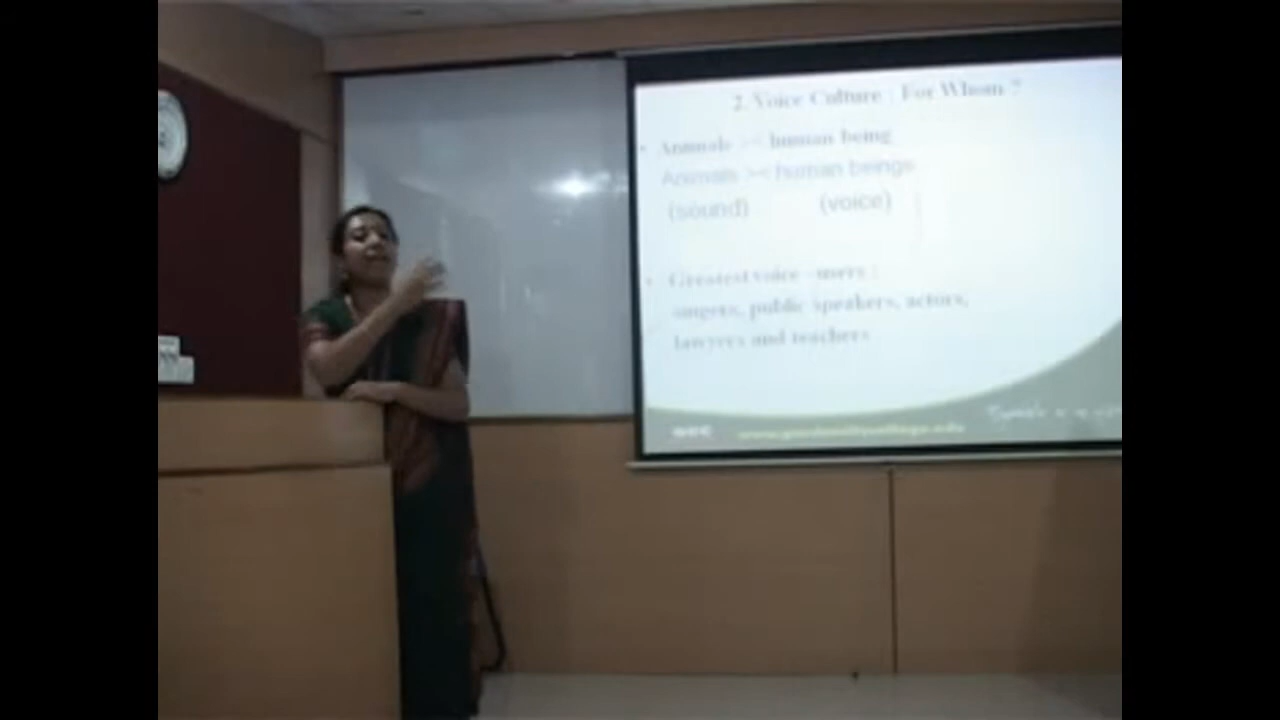 2. Voice Culture : For Whom ?
• Animals >< human being
Animals >< human beings
(sound) (voice)
• Greatest voice - users :
singers, public speakers, actors,
lawyers and teachers